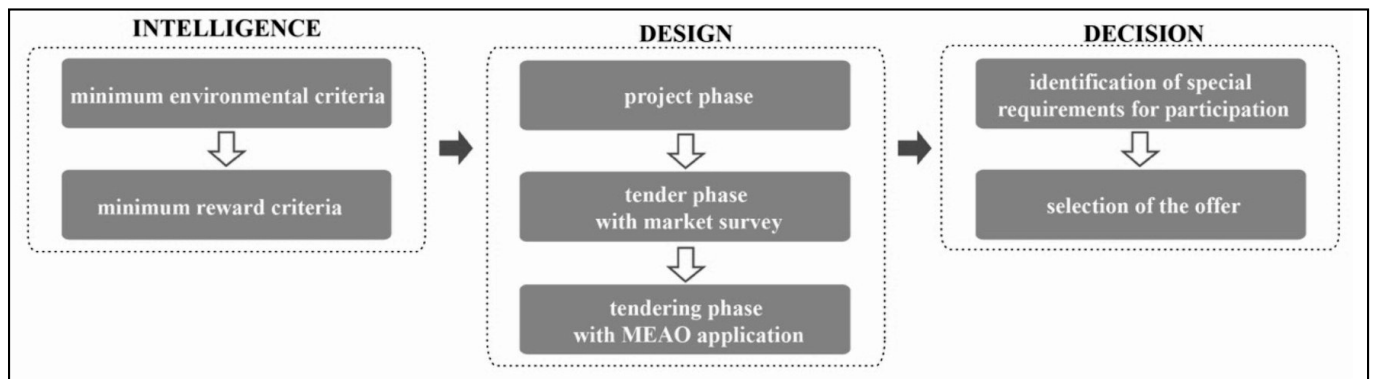 INTELLIGENCE
minimum environmental criteria
minimum reward criteria
DESIGN
project phase
tender phase
with market survey
tendering phase
with MEAO application
DECISION
identification of special
requirements for participation
selection of the offer